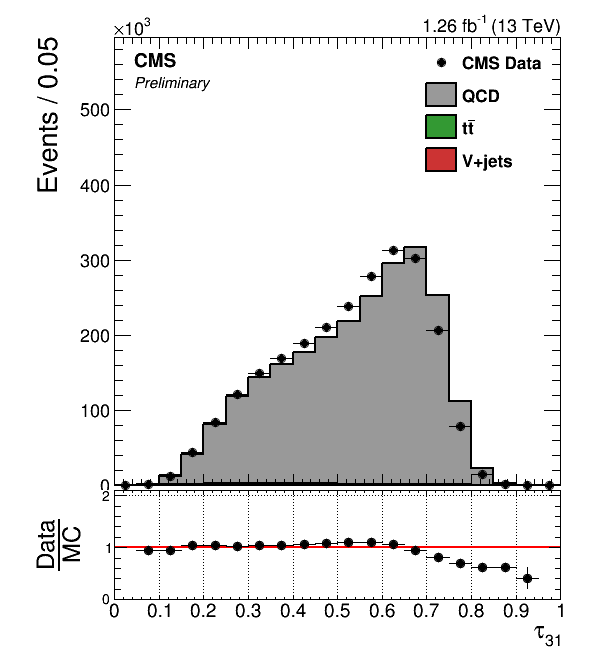 ×10³
1.26 fb⁻¹ (13 TeV)
CMS
Preliminary
CMS Data
QCD
tt̄
V+jets
Events / 0.05
500
400
300
200
100
0
Data
MC
2
1
0
0 0.1 0.2 0.3 0.4 0.5 0.6 0.7 0.8 0.9 1
τ₃₁